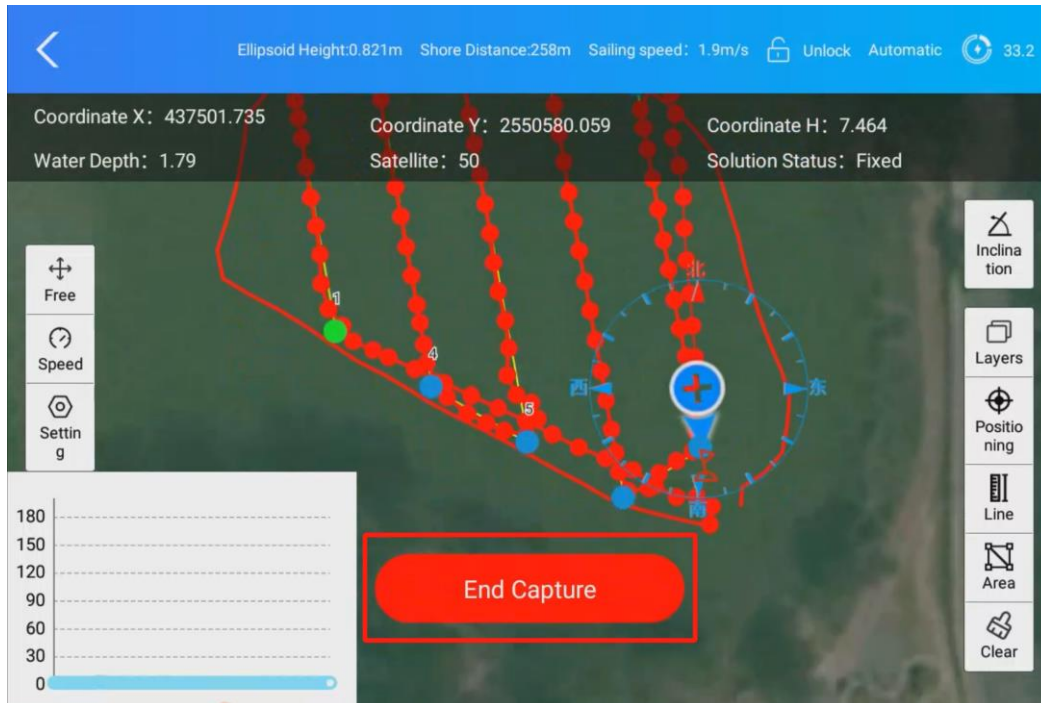 Ellipsoid Height:0.821m Shore Distance:258m Sailing speed：1.9m/s Unlock Automatic 33.2
Coordinate X：437501.735 Coordinate Y：2550580.059 Coordinate H：7.464
Water Depth：1.79 Satellite：50 Solution Status：Fixed
Inclina
tion
Free
Speed
Settin
g
Layers
Positio
ning
Line
Area
Clear
北
西
东
南
1
4
5
180
150
120
90
60
30
0
End Capture